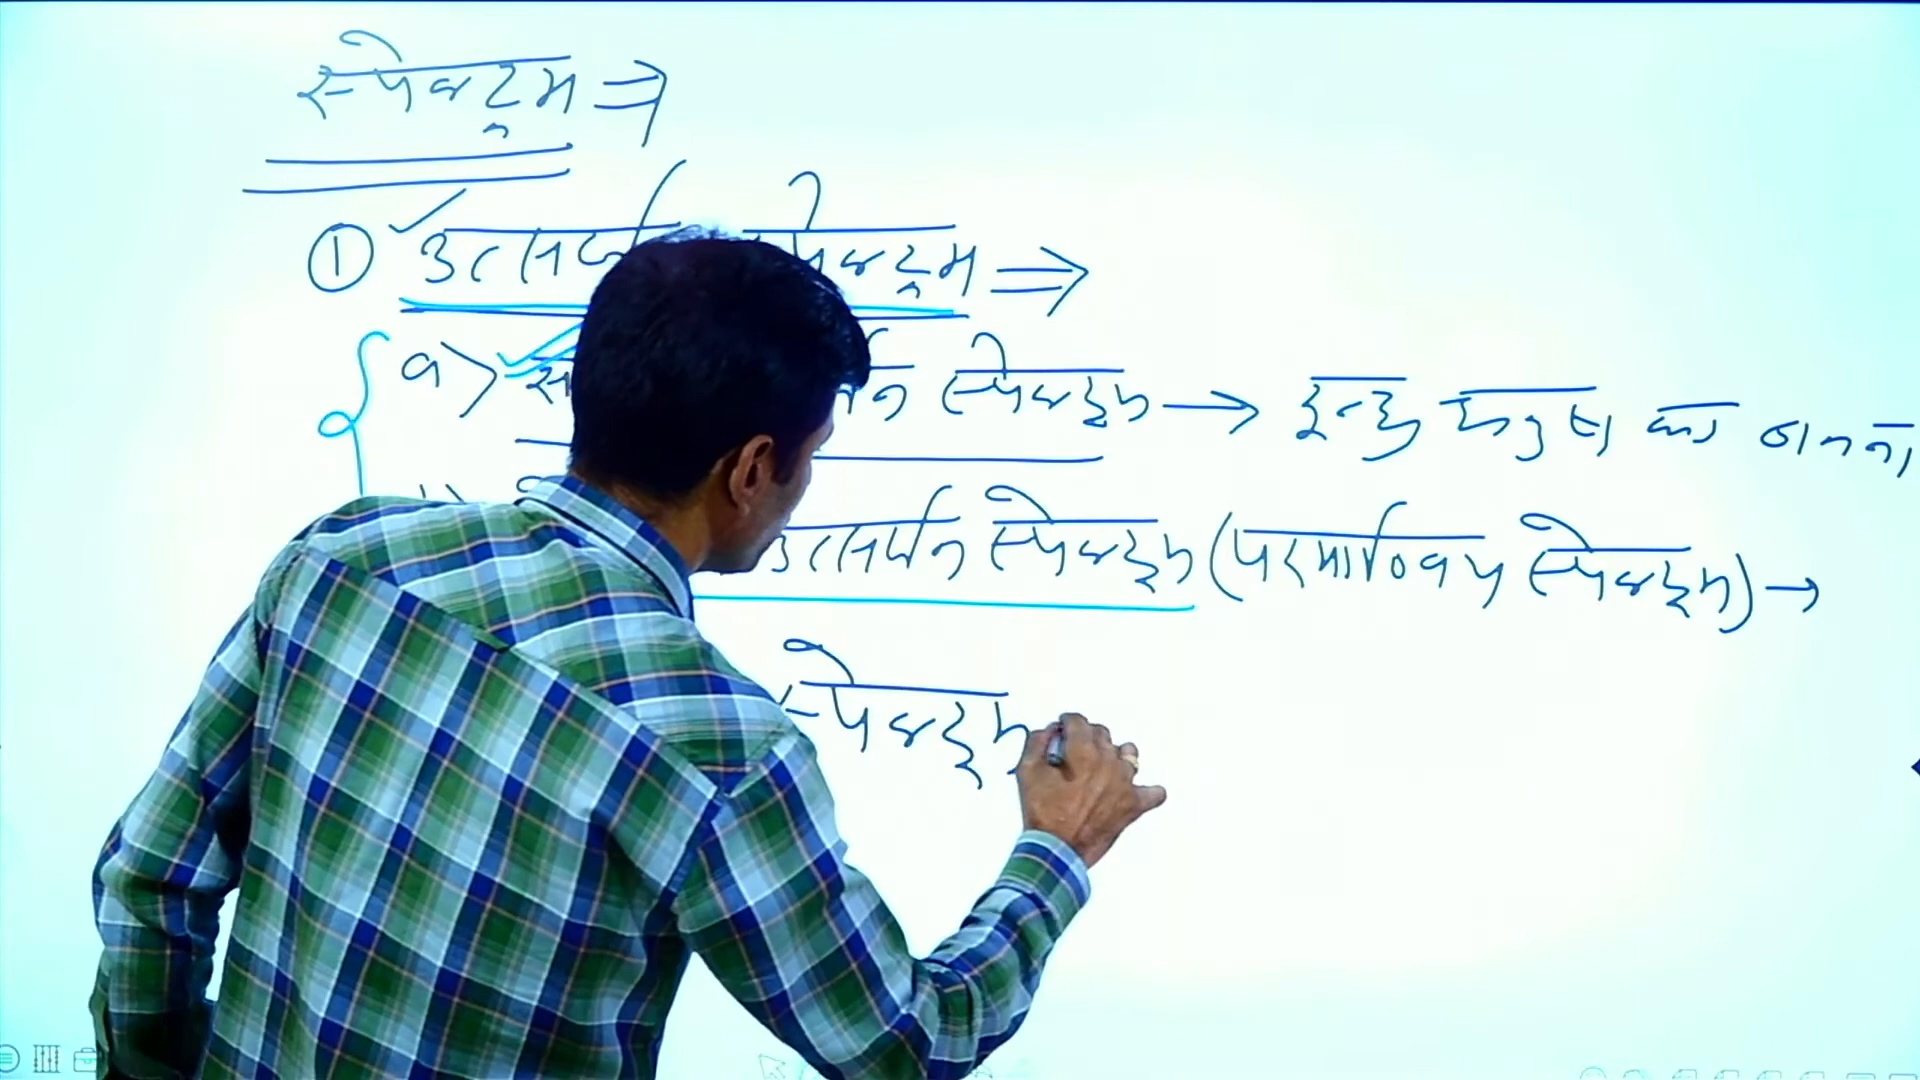 स्पेक्ट्रम ⇒
① उत्सर्जन स्पेक्ट्रम ⇒
a> स्पेक्ट्रम → इन्द्र धनुष का बनना
उत्सर्जन स्पेक्ट्रम (परमाण्विय स्पेक्ट्रम) →
स्पेक्ट्रम